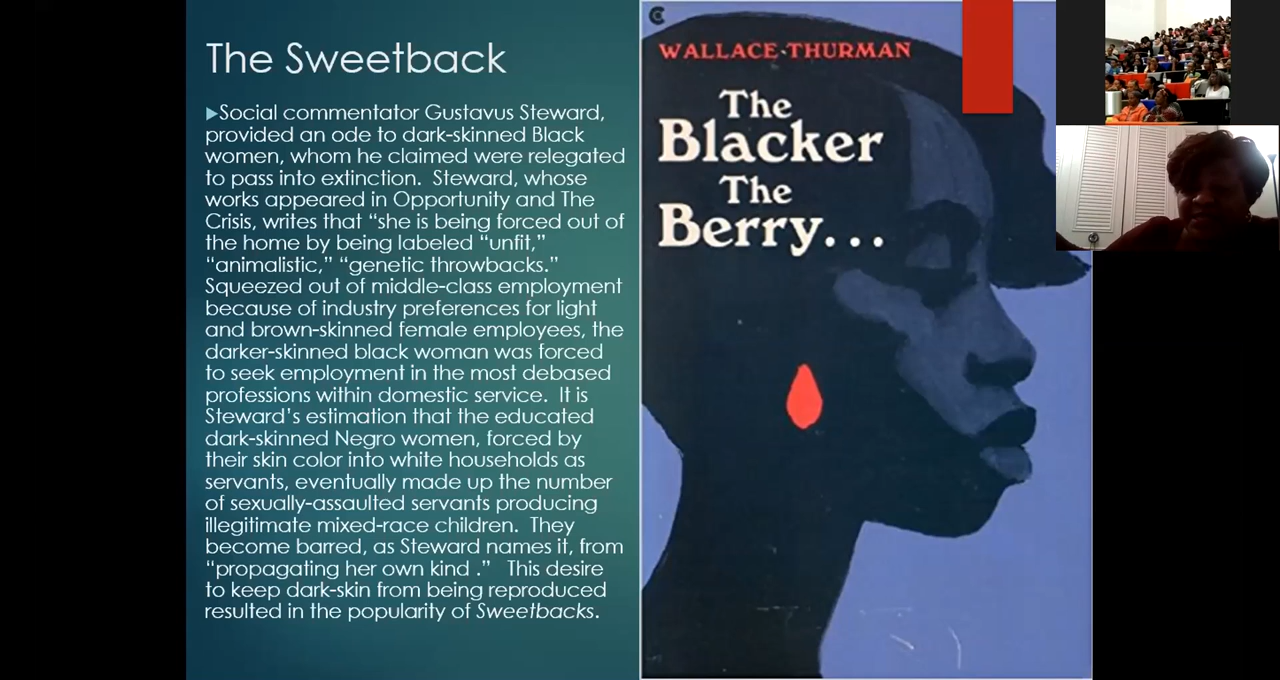 The Sweetback
Social commentator Gustavus Steward,
provided an ode to dark-skinned Black
women, whom he claimed were relegated
to pass into extinction.  Steward, whose
works appeared in Opportunity and The
Crisis, writes that “she is being forced out of
the home by being labeled “unfit,”
“animalistic,” “genetic throwbacks.”
Squeezed out of middle-class employment
because of industry preferences for light
and brown-skinned female employees, the
darker-skinned black woman was forced
to seek employment in the most debased
professions within domestic service.  It is
Steward’s estimation that the educated
dark-skinned Negro women, forced by
their skin color into white households as
servants, eventually made up the number
of sexually-assaulted servants producing
illegitimate mixed-race children.  They
become barred, as Steward names it, from
“propagating her own kind .”   This desire
to keep dark-skin from being reproduced
resulted in the popularity of Sweetbacks.
WALLACE·THURMAN
The
Blacker
The
Berry...